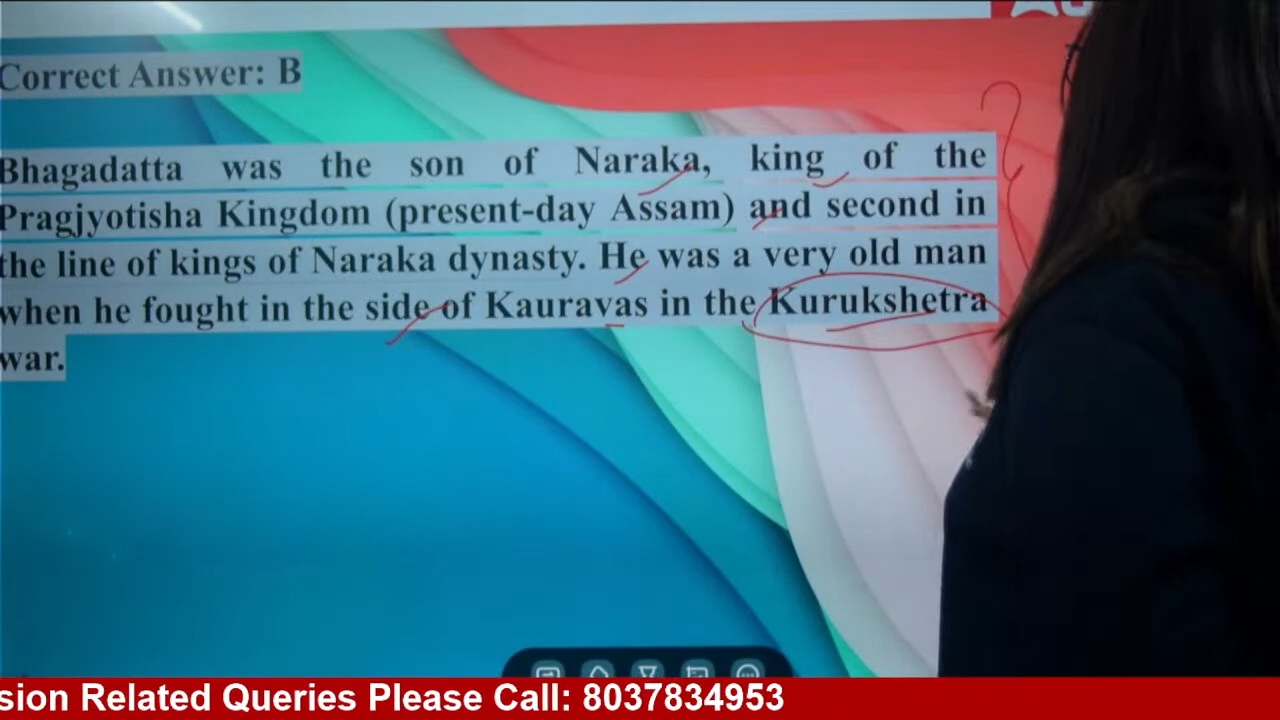 Correct Answer: B
Bhagadatta was the son of Naraka, king of the
Pragjyotisha Kingdom (present-day Assam) and second in
the line of kings of Naraka dynasty. He was a very old man
when he fought in the side of Kauravas in the Kurukshetra
war.
sion Related Queries Please Call: 8037834953